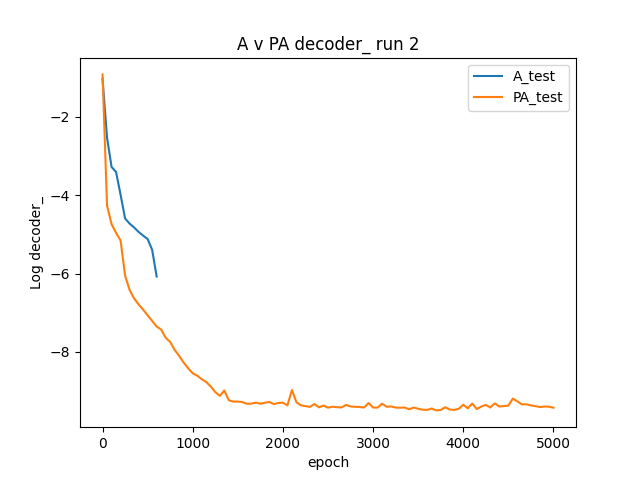 A v PA decoder_ run 2
A_test
PA_test
Log decoder_
−2
−4
−6
−8
0
1000
2000
3000
4000
5000
epoch